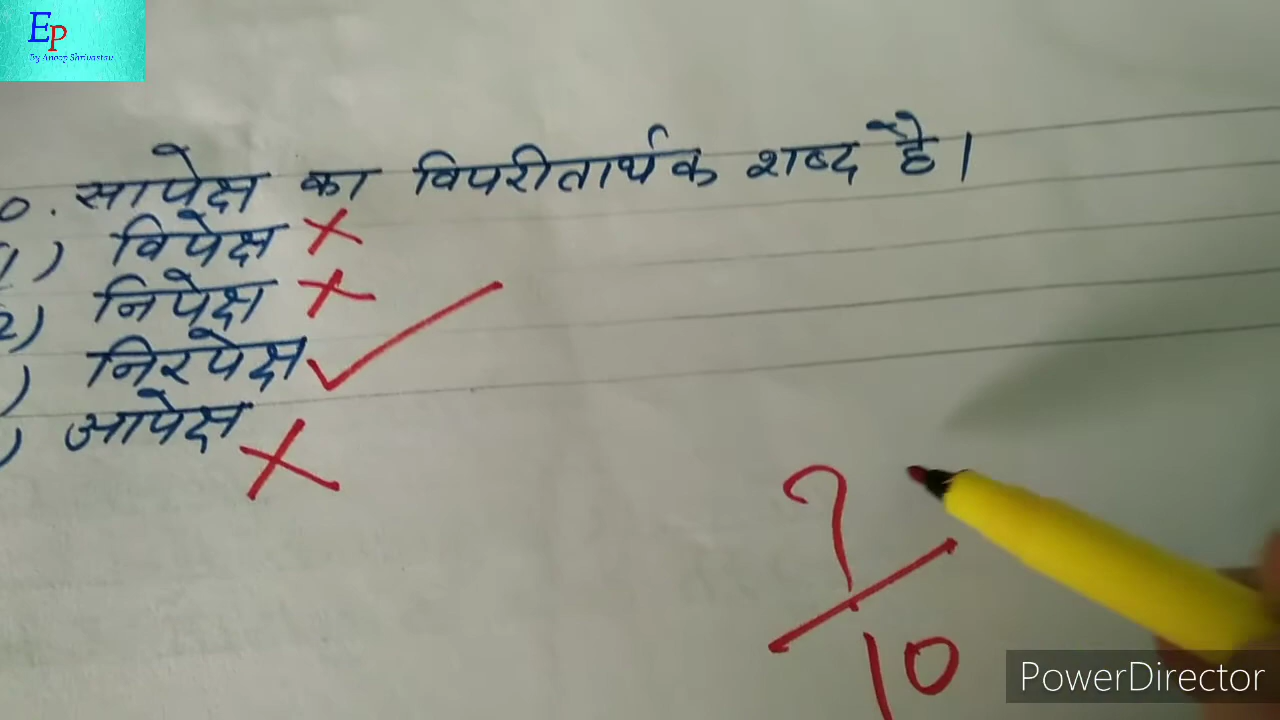 EP
By Anoop Shrivastav
0. सापेक्ष का विपरीतार्थक शब्द है।
1) विपेक्ष
2) निपेक्ष
) निरपेक्ष
) आपेक्ष
?
10
PowerDirector